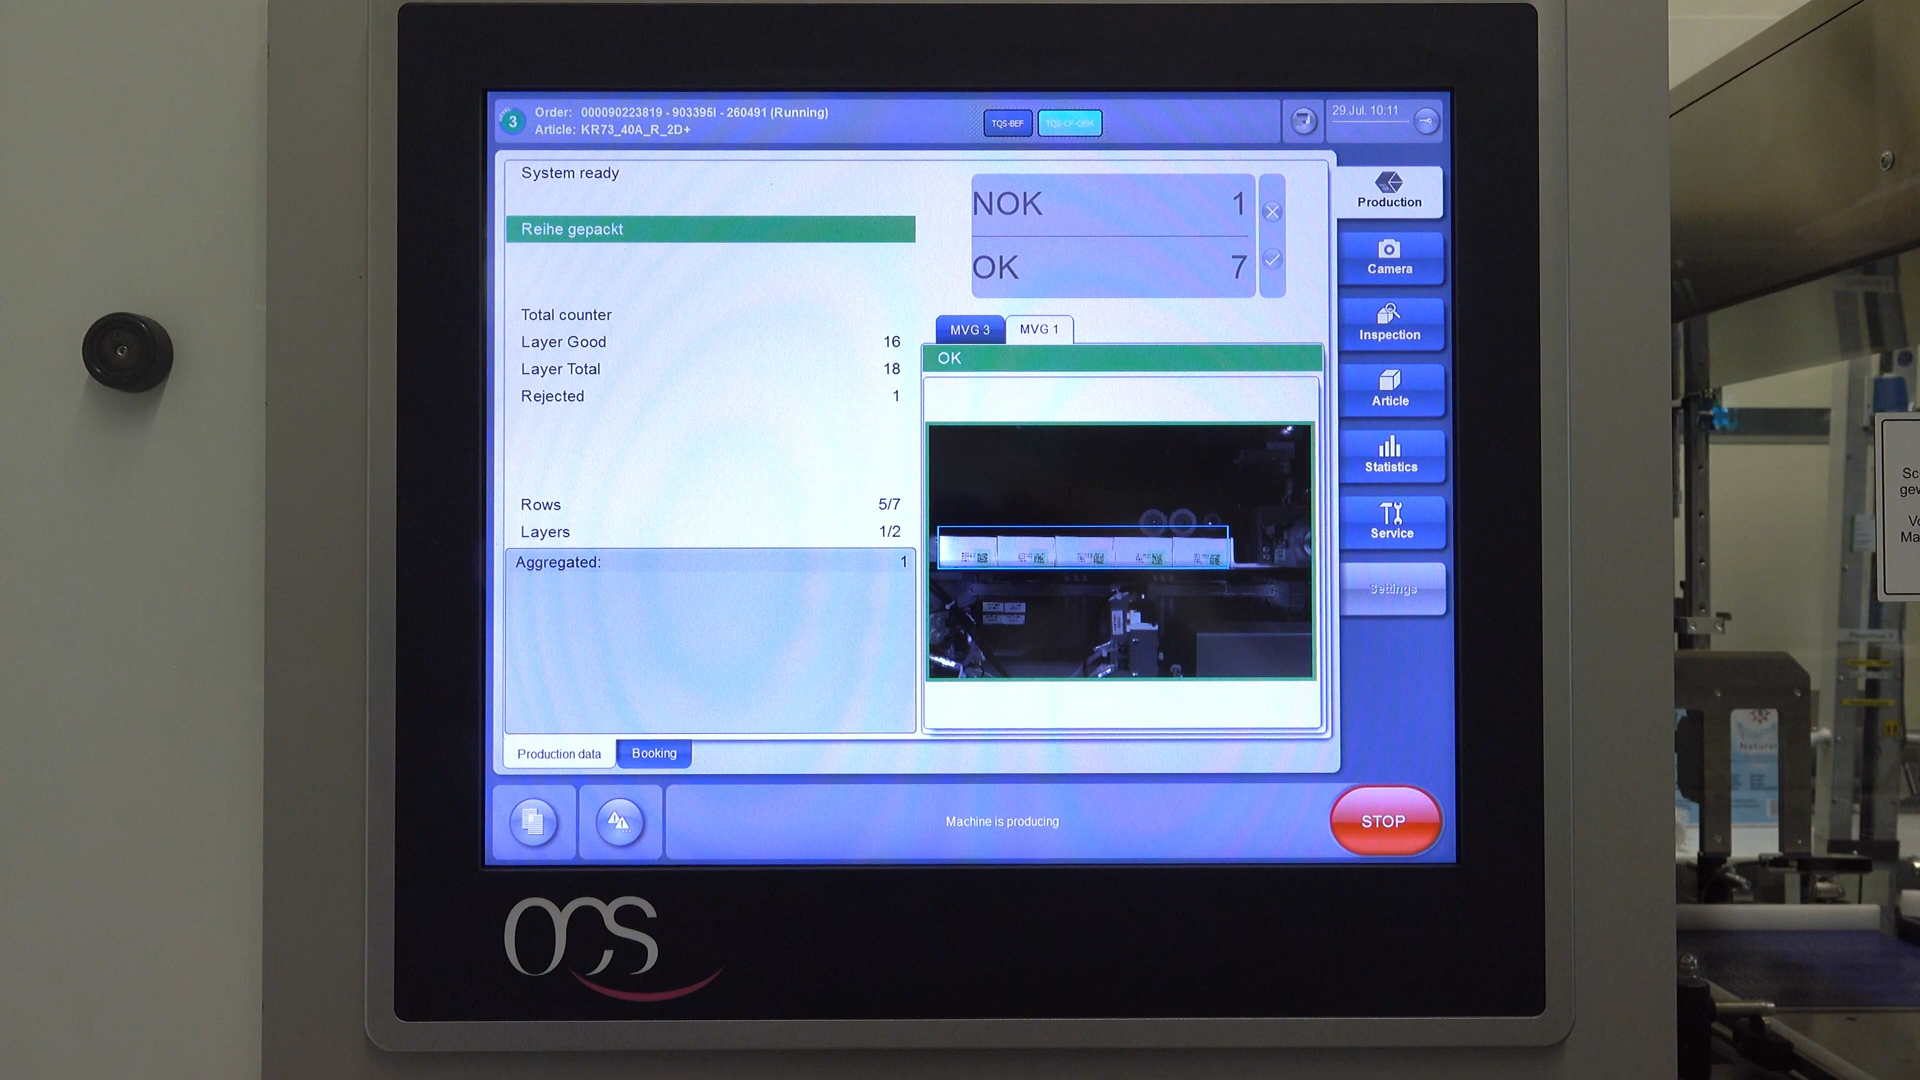 3
Order: 000090223819 - 903395I - 260491 (Running)
Article: KR73_40A_R_2D+
TQS-BEF
29.Jul. 10:11
System ready
Reihe gepackt
Total counter
Layer Good 16
Layer Total 18
Rejected 1
Rows 5/7
Layers 1/2
Aggregated: 1
NOK 1
OK 7
MVG 3
MVG 1
OK
Production
Camera
Inspection
Article
Statistics
Service
Settings
Production data
Booking
Machine is producing
STOP
OCS